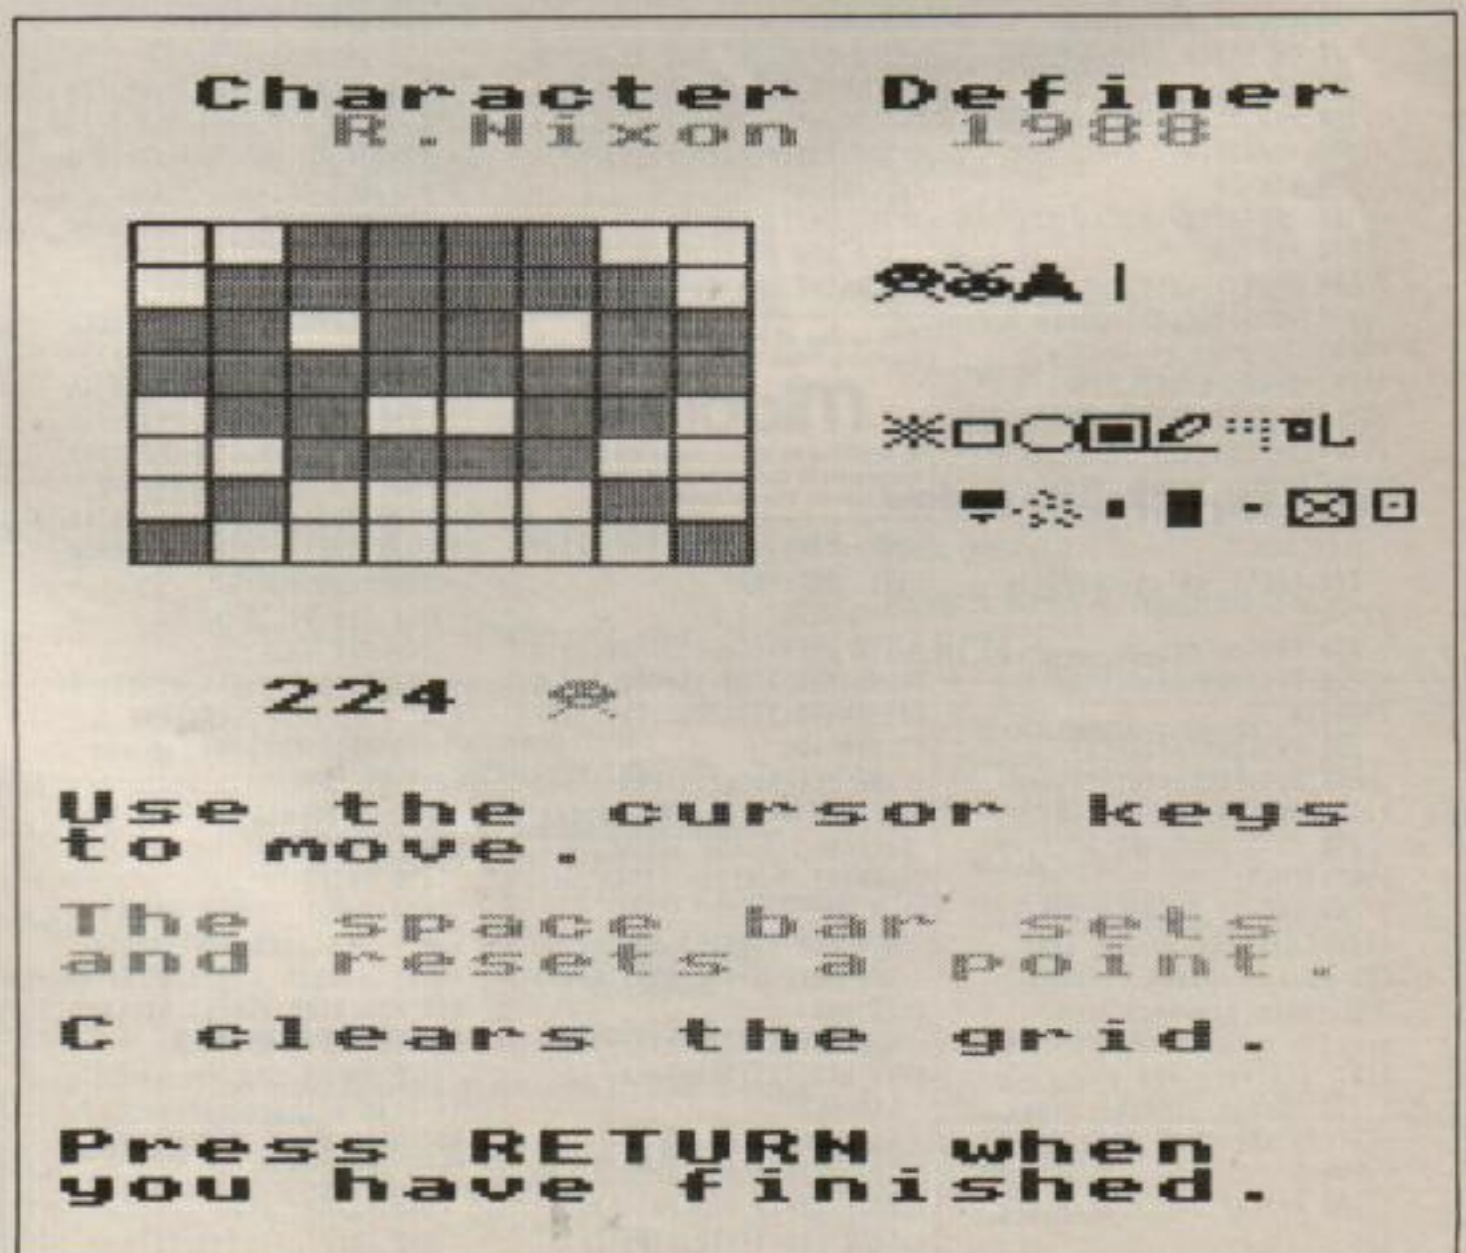 Character Definer
R.Nixon 1988
224
Use the cursor keys
to move.
The space bar sets
and resets a point.
C clears the grid.
Press RETURN when
you have finished.